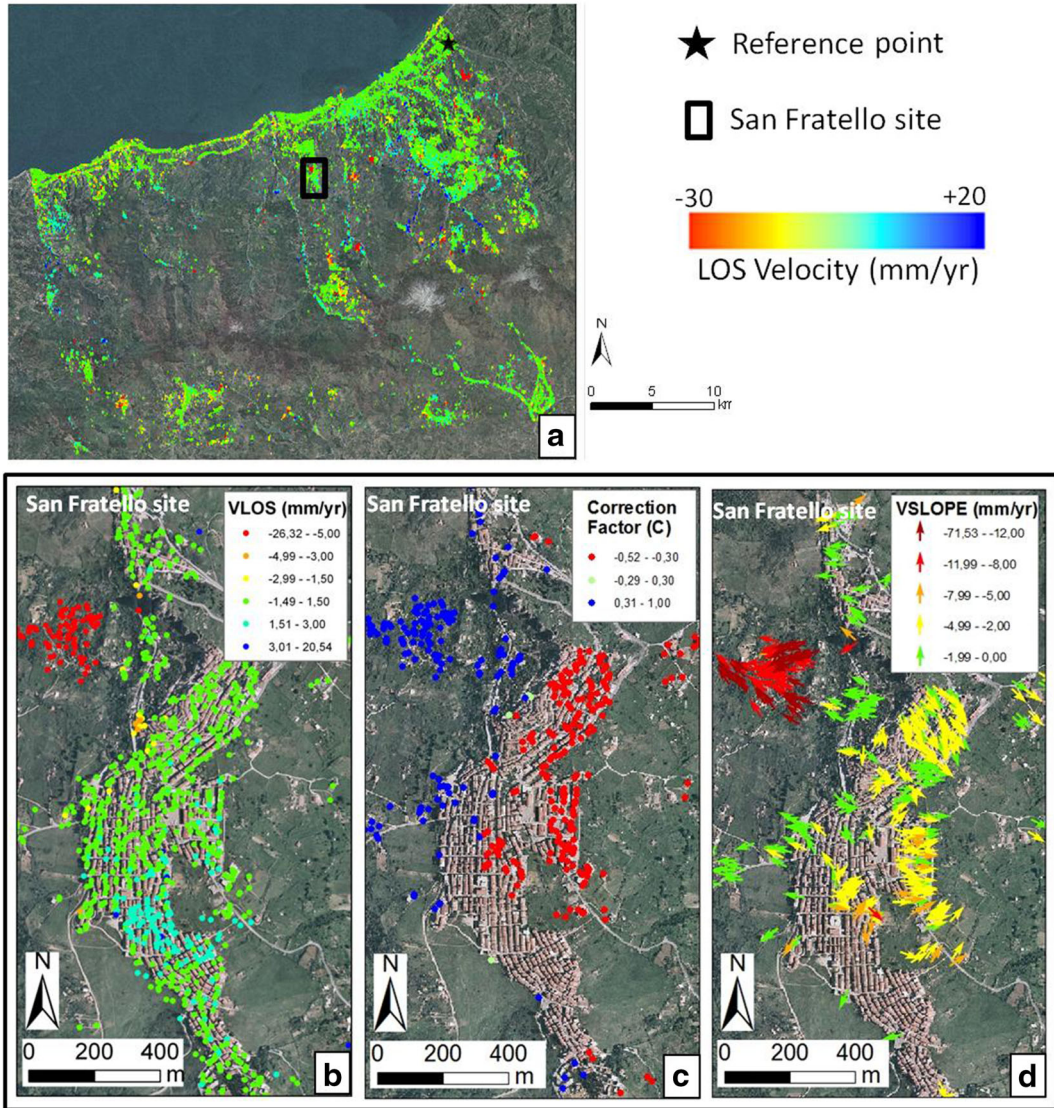 Reference point
San Fratello site
-30 +20
LOS Velocity (mm/yr)
N
0 5 10
km
a
San Fratello site
VLOS (mm/yr)
-26,32 - -5,00
-4,99 - -3,00
-2,99 - -1,50
-1,49 - 1,50
1,51 - 3,00
3,01 - 20,54
N
0 200 400
m
b
San Fratello site
Correction
Factor (C)
-0,52 - -0,30
-0,29 - 0,30
0,31 - 1,00
N
0 200 400
m
c
San Fratello site
VSLOPE (mm/yr)
-71,53 - -12,00
-11,99 - -8,00
-7,99 - -5,00
-4,99 - -2,00
-1,99 - 0,00
N
0 200 400
m
d